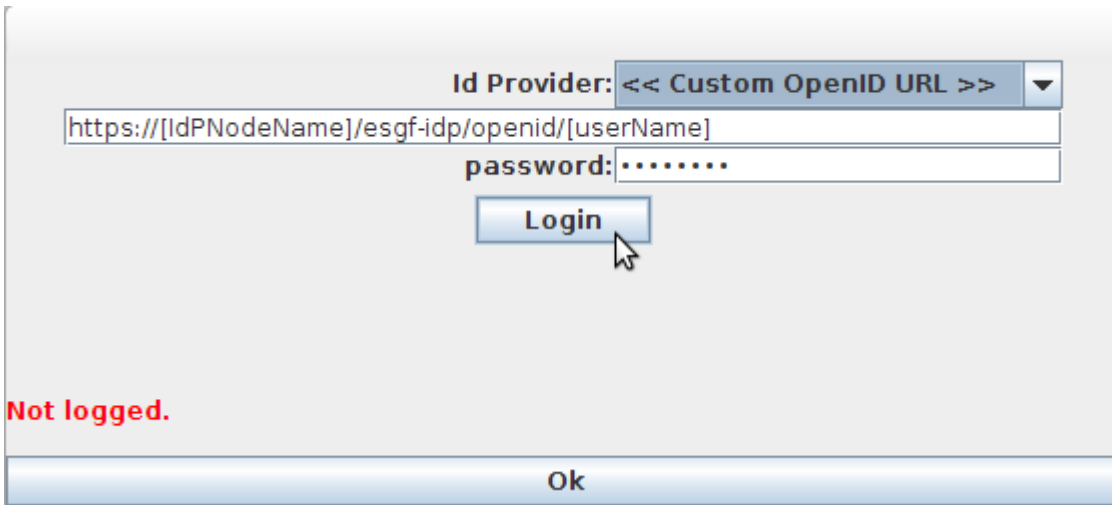 Id Provider: << Custom OpenID URL >>
https://[IdPNodeName]/esgf-idp/openid/[userName]
password: ••••••••
Login
Not logged.
Ok